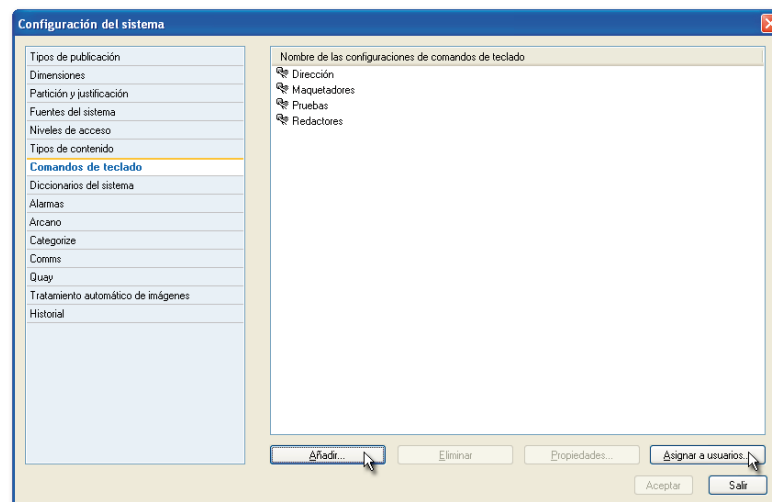 Configuración del sistema
Tipos de publicación
Dimensiones
Partición y justificación
Fuentes del sistema
Niveles de acceso
Tipos de contenido
Comandos de teclado
Diccionarios del sistema
Alarmas
Arcano
Categorize
Comms
Quay
Tratamiento automático de imágenes
Historial
Nombre de las configuraciones de comandos de teclado
Dirección
Maquetadores
Pruebas
Redactores
Añadir...
Eliminar
Propiedades...
Asignar a usuarios...
Aceptar
Salir